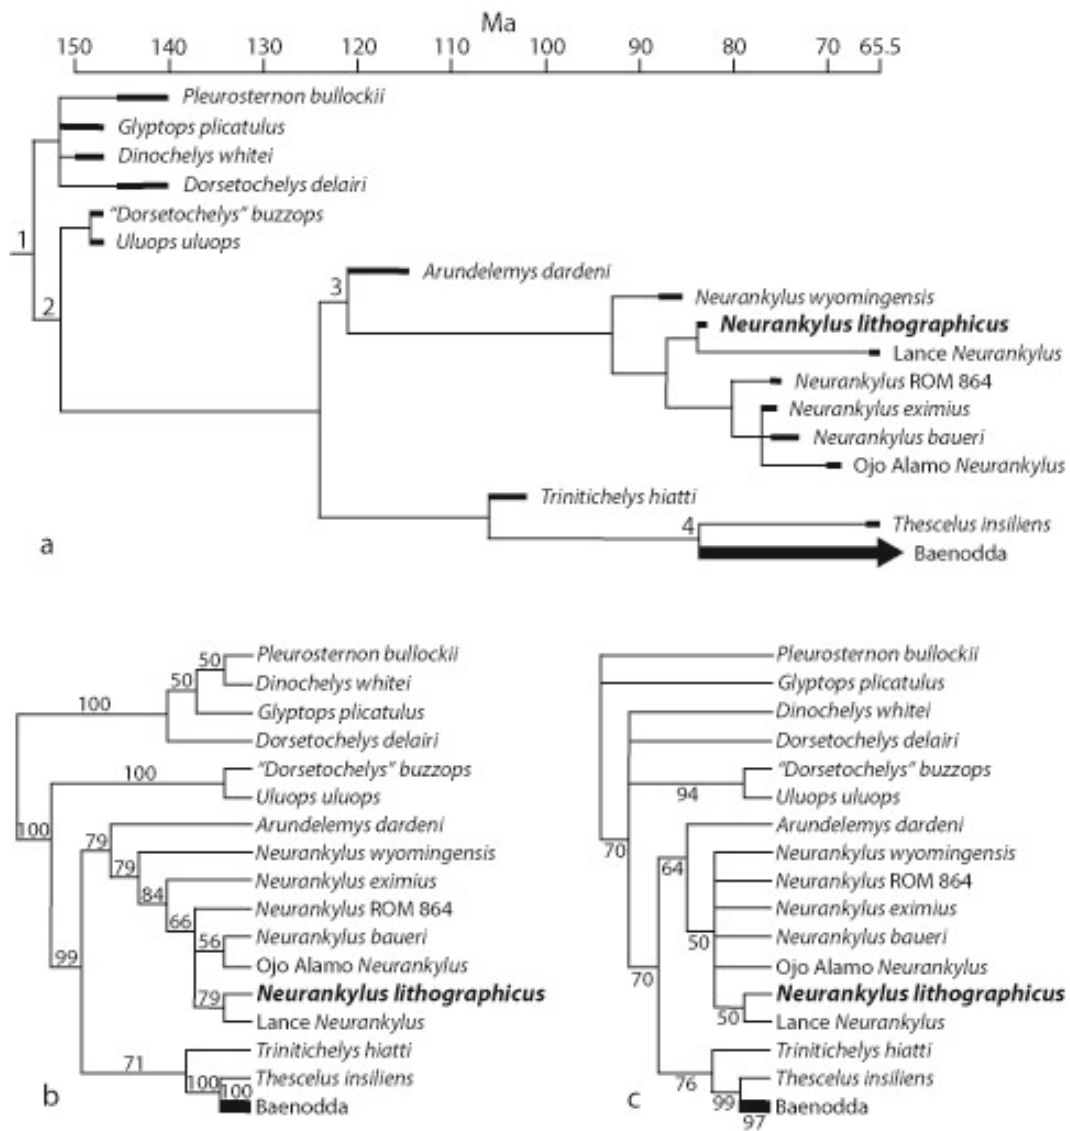 Ma
150 140 130 120 110 100 90 80 70 65.5
Pleurosternon bullockii
Glyptops plicatulus
Dinochelys whitei
Dorsetochelys delairi
"Dorsetochelys" buzzops
1
Uluops uluops
Arundelemys dardeni
3
Neurankylus wyomingensis
2
Neurankylus lithographicus
Lance Neurankylus
Neurankylus ROM 864
Neurankylus eximius
Neurankylus baueri
Ojo Alamo Neurankylus
Trinitichelys hiatti
4
Thescelus insiliens
a
Baenodda
50 Pleurosternon bullockii
50 Dinochelys whitei
100 Glyptops plicatulus
Dorsetochelys delairi
100 "Dorsetochelys" buzzops
Uluops uluops
100
Arundelemys dardeni
79
Neurankylus wyomingensis
79
Neurankylus eximius
84
Neurankylus ROM 864
66
Neurankylus baueri
56
99
Ojo Alamo Neurankylus
79 Neurankylus lithographicus
Lance Neurankylus
Trinitichelys hiatti
71
100 Thescelus insiliens
100
b
Baenodda
Pleurosternon bullockii
Glyptops plicatulus
Dinochelys whitei
Dorsetochelys delairi
"Dorsetochelys" buzzops
94
Uluops uluops
Arundelemys dardeni
70
Neurankylus wyomingensis
64
Neurankylus ROM 864
Neurankylus eximius
Neurankylus baueri
50
Ojo Alamo Neurankylus
70
Neurankylus lithographicus
50
Lance Neurankylus
Trinitichelys hiatti
76
Thescelus insiliens
99
c
Baenodda
97